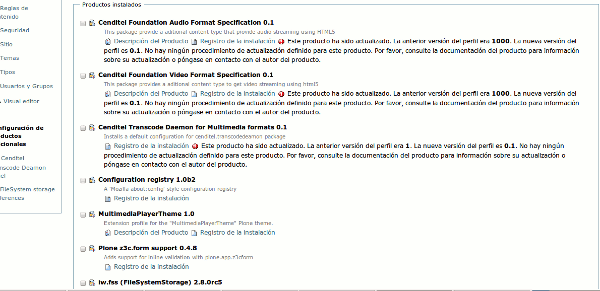 Reglas de
tenido
Seguridad
Sitio
Temas
Tipos
Usuarios y Grupos
Visual editor
nfiguración de
ductos
cionales
Cenditel
nscode Deamon
el
FileSystem storage
ferences
Productos instalados
Cenditel Foundation Audio Format Specification 0.1
This package provides a aditional content type that provide audio streaming using HTML5
Descripción del Producto Registro de la instalación Este producto ha sido actualizado. La anterior versión del perfil era 1000. La nueva versión del
perfil es 0.1. No hay ningún procedimiento de actualización definido para este producto. Por favor, consulte la documentación del producto para información
sobre su actualización o póngase en contacto con el autor del producto.
Cenditel Foundation Video Format Specification 0.1
This package provides a aditional content type to get video streaming using html5
Descripción del Producto Registro de la instalación Este producto ha sido actualizado. La anterior versión del perfil era 1000. La nueva versión del
perfil es 0.1. No hay ningún procedimiento de actualización definido para este producto. Por favor, consulte la documentación del producto para información
sobre su actualización o póngase en contacto con el autor del producto.
Cenditel Transcode Daemon for Multimedia formats 0.1
Installs a default configuration for cenditel.transcodedeamon package
Registro de la instalación Este producto ha sido actualizado. La anterior versión del perfil era 1. La nueva versión del perfil es 0.1. No hay ningún
procedimiento de actualización definido para este producto. Por favor, consulte la documentación del producto para información sobre su actualización o
póngase en contacto con el autor del producto.
Configuration registry 1.0b2
A 'Mozilla about:config' style configuration registry
Registro de la instalación
MultimediaPlayerTheme 1.0
Extension profile for the "MultimediaPlayerTheme" Plone theme.
Descripción del Producto Registro de la instalación
Plone z3c.form support 0.4.8
Adds support for inline validation with plone.app.z3cform.
Registro de la instalación
iw.fss (FileSystemStorage) 2.8.0rc5